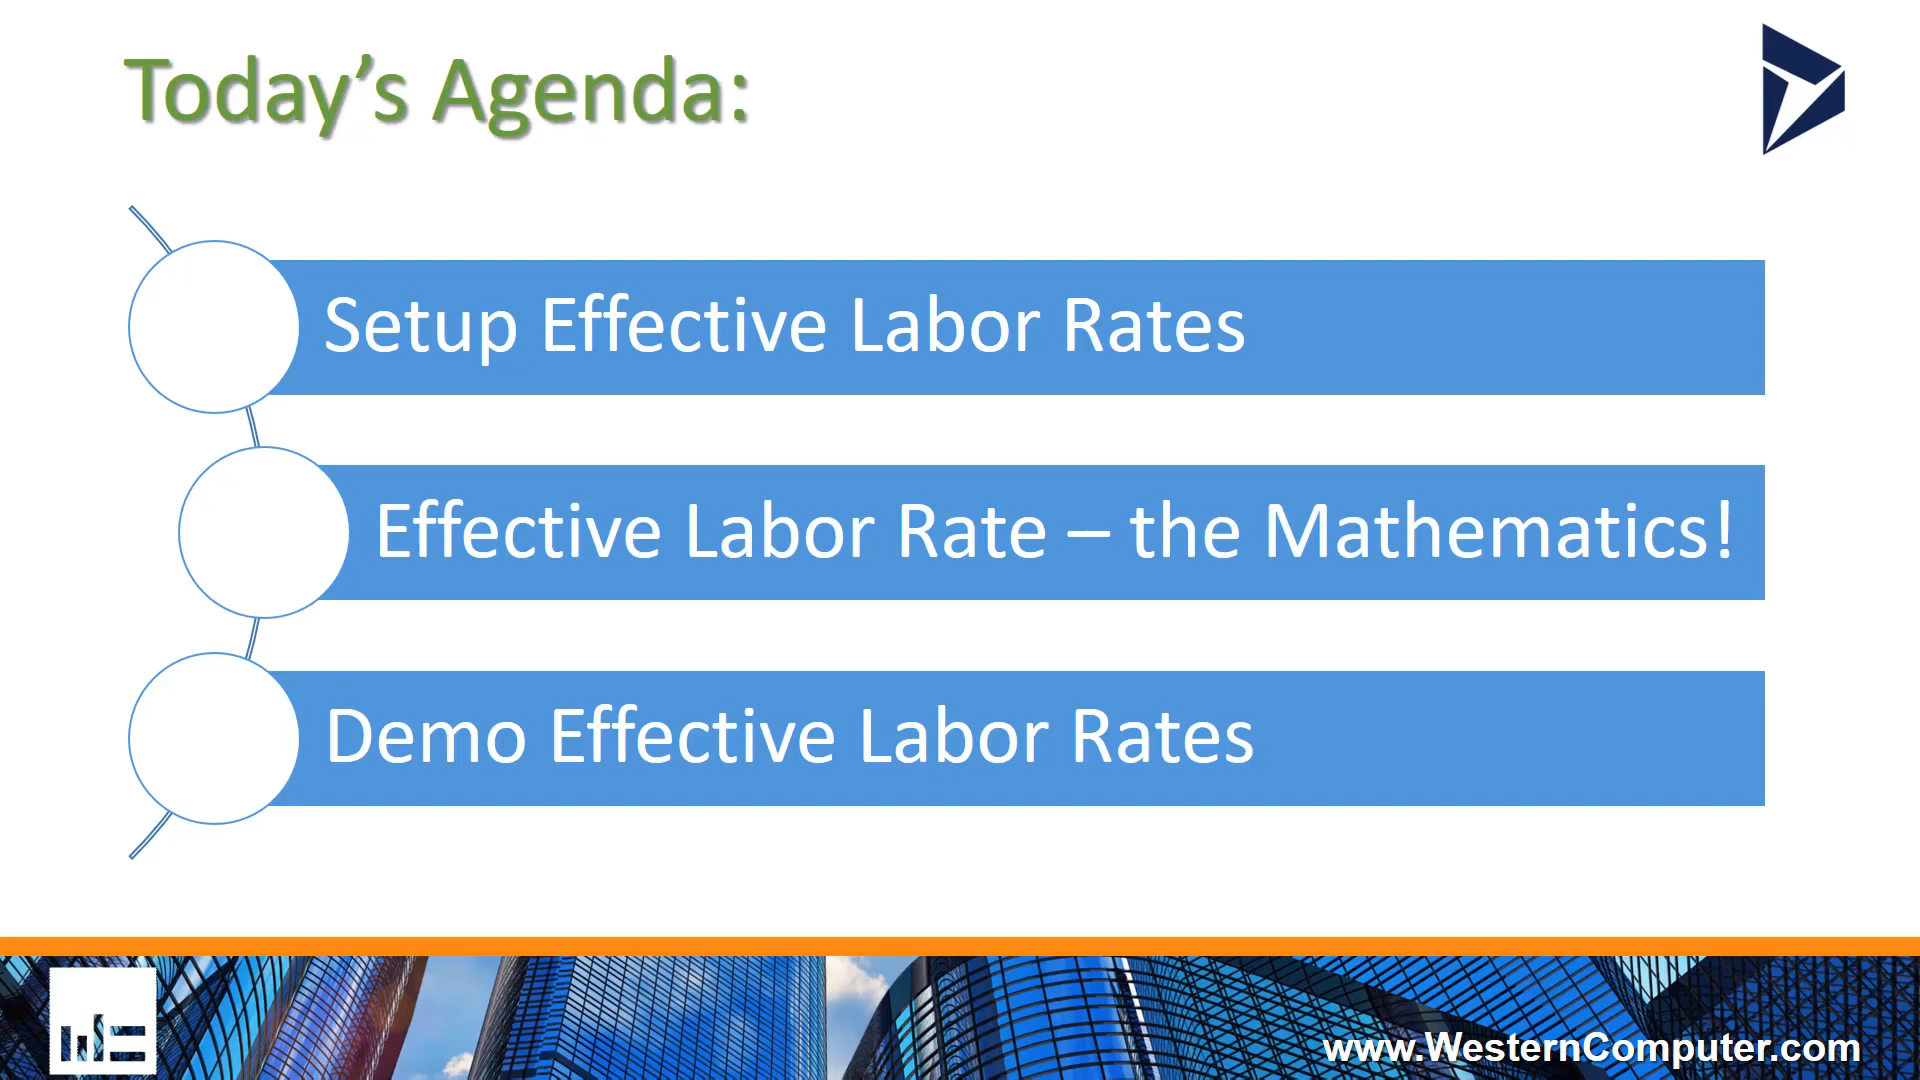 Today’s Agenda:
Setup Effective Labor Rates
Effective Labor Rate – the Mathematics!
Demo Effective Labor Rates
www.WesternComputer.com